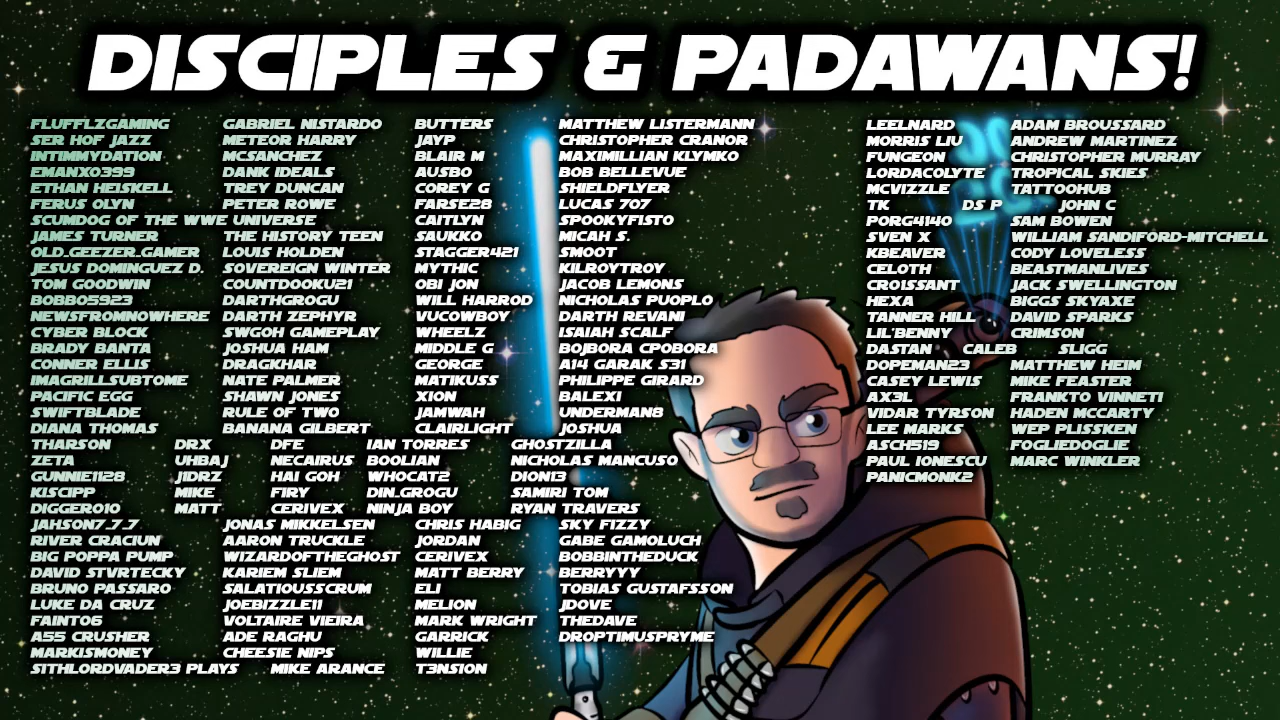 DISCIPLES & PADAWANS!
FLUFFLZGAMING GABRIEL NISTARDO BUTTERS MATTHEW LISTERMANN LEELNARD ADAM BROUSSARD
SER HOF JAZZ METEOR HARRY JAYP CHRISTOPHER CRANOR MORRIS LIU ANDREW MARTINEZ
INTIMMYDATION MCSANCHEZ BLAIR M MAXIMILLIAN KLYMKO FUNGEON CHRISTOPHER MURRAY
EMANX0399 DANK IDEALS AUSBO BOB BELLEVUE LORDACOLYTE TROPICAL SKIES
ETHAN HEISKELL TREY DUNCAN COREY G SHIELDFLYER MCVIZZLE TATTOOHUB
FERUS OLYN PETER ROWE FARSE28 LUCAS 707 TK DS P JOHN C
SCUMDOG OF THE WWE UNIVERSE CAITLYN SPOOKYFISTO PORG4140 SAM BOWEN
JAMES TURNER THE HISTORY TEEN SAUKKO MICAH S. SVEN X WILLIAM SANDIFORD-MITCHELL
OLD_GEEZER_GAMER LOUIS HOLDEN STAGGER421 SMOOT KBEAVER CODY LOVELESS
JESUS DOMINGUEZ D. SOVEREIGN WINTER MYTHIC KILROYTROY CELOTH BEASTMANLIVES
TOM GOODWIN COUNTDOOKU21 OBI JON JACOB LEMONS CRO1SSANT JACK SWELLINGTON
BOBBO5923 DARTHGROGU WILL HARROD NICHOLAS PUOPLO HEXA BIGGS SKYAXE
NEWSFROMNOWHERE DARTH ZEPHYR VUCOWBOY DARTH REVANI TANNER HILL DAVID SPARKS
CYBER BLOCK SWGOH GAMEPLAY WHEELZ ISAIAH SCALF LIL'BENNY CRIMSON
BRADY BANTA JOSHUA HAM MIDDLE G BOJBORA CPOBORA DASTAN CALEB SLIGG
CONNER ELLIS DRAGKHAR GEORGE A14 GARAK S31 DOPEMAN23 MATTHEW HEIM
IMAGRILLSUBTOME NATE PALMER MATIKUSS PHILIPPE GIRARD CASEY LEWIS MIKE FEASTER
PACIFIC EGG SHAWN JONES XION BALEXI AX3L FRANKTO VINNETI
SWIFTBLADE RULE OF TWO JAMWAH UNDERMAN8 VIDAR TYRSON HADEN MCCARTY
DIANA THOMAS BANANA GILBERT CLAIRLIGHT JOSHUA LEE MARKS WEP PLISSKEN
THARSON DRX DFE IAN TORRES GHOSTZILLA ASCH519 FOGLIEDOGLIE
ZETA UHBAJ NECAIRUS BOOLIAN NICHOLAS MANCUSO PAUL IONESCU MARC WINKLER
GUNNIE1128 J1DRZ HAI GOH WHOCAT2 DION13 PANICMONK2
KISCIPP MIKE FIRY DIN_GROGU SAMIRI TOM
DIGGER010 MATT CERIVEX NINJA BOY RYAN TRAVERS
JAHSON7_7_7 JONAS MIKKELSEN CHRIS HABIG SKY FIZZY
RIVER CRACIUN AARON TRUCKLE JORDAN GABE GAMOLUCH
BIG POPPA PUMP WIZARDOFTHEGHOST CERIVEX BOBBINTHEDUCK
DAVID STVRTECKY KARIEM SLIEM MATT BERRY BERRYYY
BRUNO PASSARO SALATIOUSSCRUM ELI TOBIAS GUSTAFSSON
LUKE DA CRUZ JOEBIZZLE11 MELION JDOVE
FAINT06 VOLTAIRE VIEIRA MARK WRIGHT THEDAVE
A55 CRUSHER ADE RAGHU GARRICK DROPTIMUSPRYME
MARKISMONEY CHEESIE NIPS WILLIE
S1THLORDVADER3 PLAYS MIKE ARANCE T3NS1ON